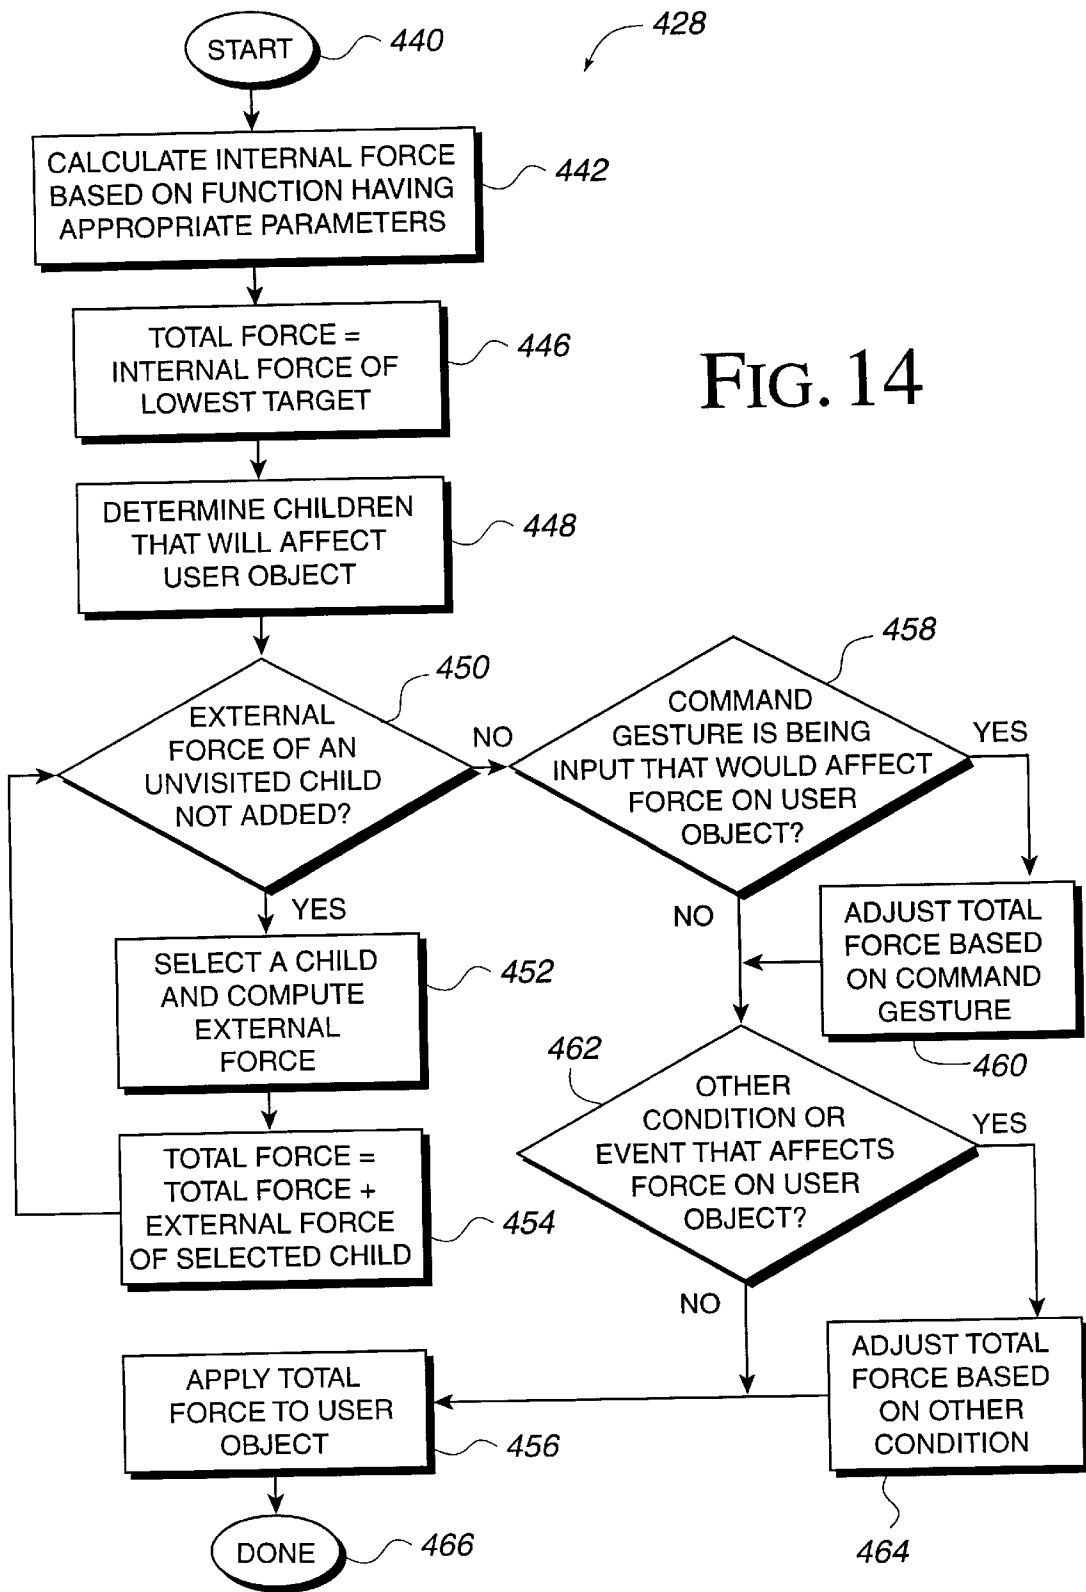 START
440
428
CALCULATE INTERNAL FORCE
BASED ON FUNCTION HAVING
APPROPRIATE PARAMETERS
442
TOTAL FORCE =
INTERNAL FORCE OF
LOWEST TARGET
446
FIG. 14
DETERMINE CHILDREN
THAT WILL AFFECT
USER OBJECT
448
EXTERNAL
FORCE OF AN
UNVISITED CHILD
NOT ADDED?
450
NO
YES
COMMAND
GESTURE IS BEING
INPUT THAT WOULD AFFECT
FORCE ON USER
OBJECT?
458
YES
NO
ADJUST TOTAL
FORCE BASED
ON COMMAND
GESTURE
460
SELECT A CHILD
AND COMPUTE
EXTERNAL
FORCE
452
TOTAL FORCE =
TOTAL FORCE +
EXTERNAL FORCE
OF SELECTED CHILD
454
462
OTHER
CONDITION OR
EVENT THAT AFFECTS
FORCE ON USER
OBJECT?
YES
NO
ADJUST TOTAL
FORCE BASED
ON OTHER
CONDITION
464
APPLY TOTAL
FORCE TO USER
OBJECT
456
DONE
466